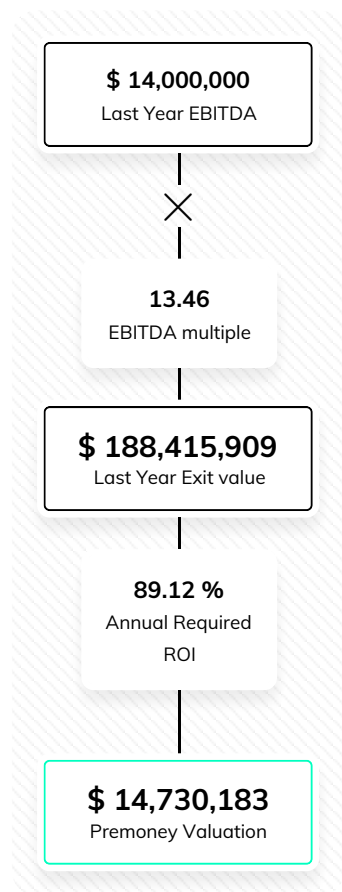 $ 14,000,000
Last Year EBITDA
13.46
EBITDA multiple
$ 188,415,909
Last Year Exit value
89.12 %
Annual Required
ROI
$ 14,730,183
Premoney Valuation